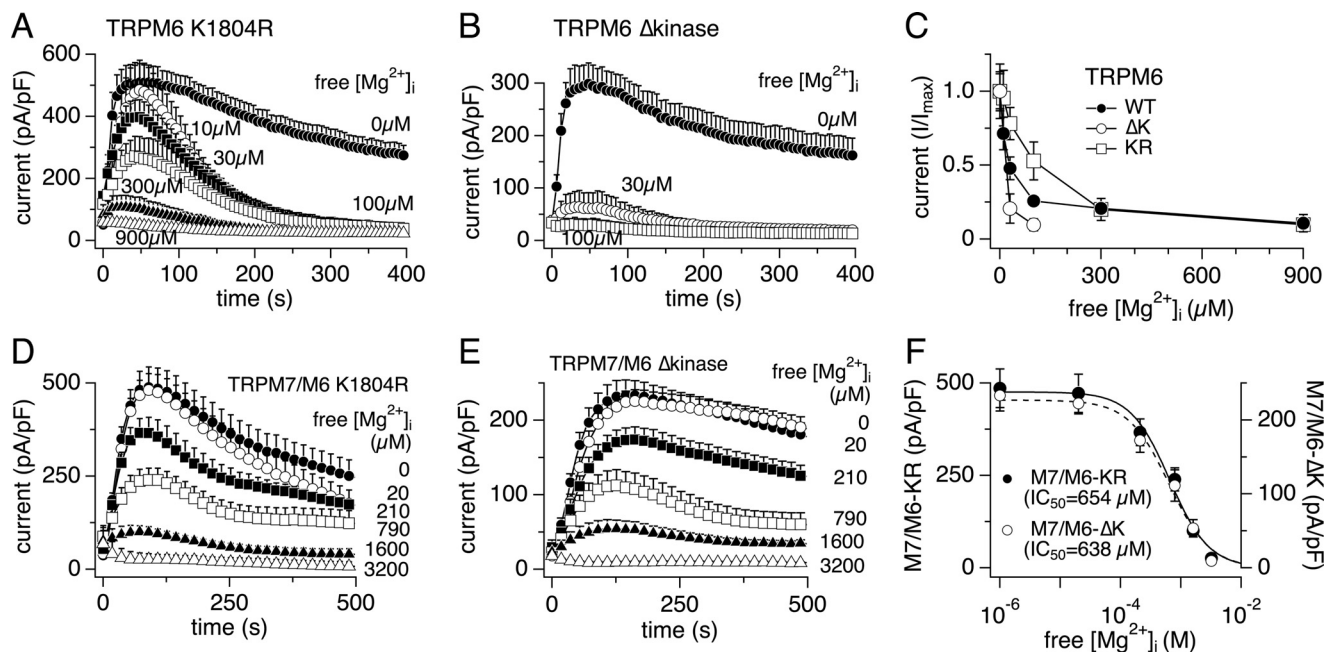 A
TRPM6 K1804R
600
400
200
0
current (pA/pF)
free [Mg²⁺]ᵢ
0µM
10µM
30µM
300µM
100µM
900µM
0
100
200
300
400
time (s)
B
TRPM6 Δkinase
300
200
100
0
current (pA/pF)
free [Mg²⁺]ᵢ
0µM
30µM
100µM
0
100
200
300
400
time (s)
C
TRPM6
WT
ΔK
KR
1.0
0.5
0
current (I/Iₘₐₓ)
0
300
600
900
free [Mg²⁺]ᵢ (µM)
D
TRPM7/M6 K1804R
500
250
0
current (pA/pF)
free [Mg²⁺]ᵢ
(µM)
0
20
210
790
1600
3200
0
500
time (s)
E
TRPM7/M6 Δkinase
200
100
0
current (pA/pF)
free [Mg²⁺]ᵢ
(µM)
0
20
210
790
1600
3200
0
500
time (s)
F
500
250
0
M7/M6-KR (pA/pF)
200
100
0
M7/M6-ΔK
(pA/pF)
M7/M6-KR
(IC₅₀=654 µM)
M7/M6-ΔK
(IC₅₀=638 µM)
10⁻⁶
10⁻⁴
10⁻²
free [Mg²⁺]ᵢ (M)